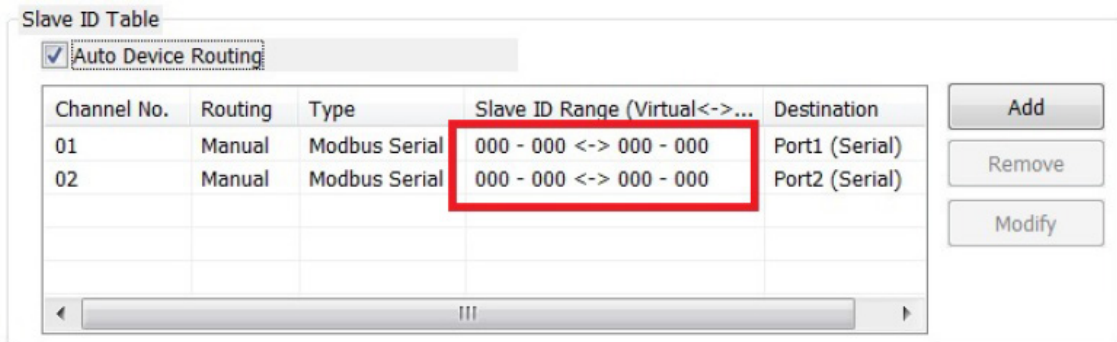 Slave ID Table
Auto Device Routing
Channel No. Routing Type Slave ID Range (Virtual<->... Destination
01 Manual Modbus Serial 000 - 000 <-> 000 - 000 Port1 (Serial)
02 Manual Modbus Serial 000 - 000 <-> 000 - 000 Port2 (Serial)
Add
Remove
Modify